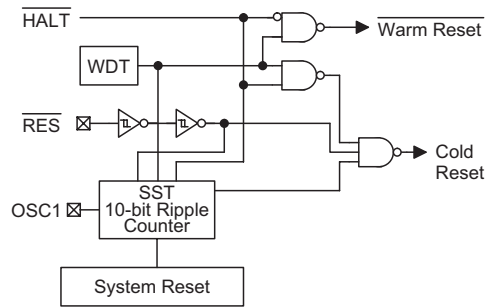 HALT
Warm Reset
WDT
RES
Cold
Reset
SST
10-bit Ripple
Counter
OSC1
System Reset